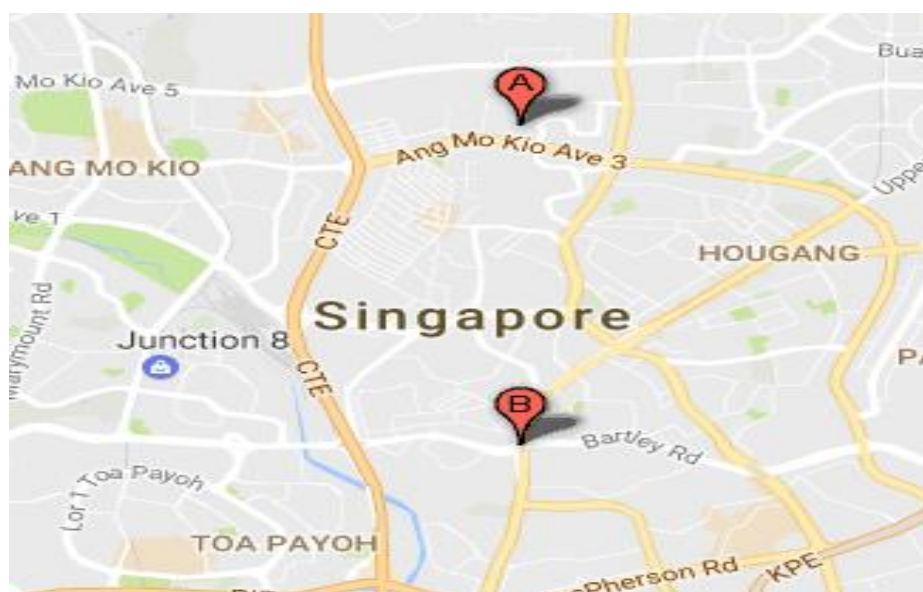 Bua
A
Mo Kio Ave 5
Ang Mo Kio Ave 3
ANG MO KIO
Uppe
ve 1
CTE
HOUGANG
Singapore
Marymount Rd
Junction 8
PA
CTE
B
Bartley Rd
Lor 1 Toa Payoh
TOA PAYOH
Pherson Rd
KPE